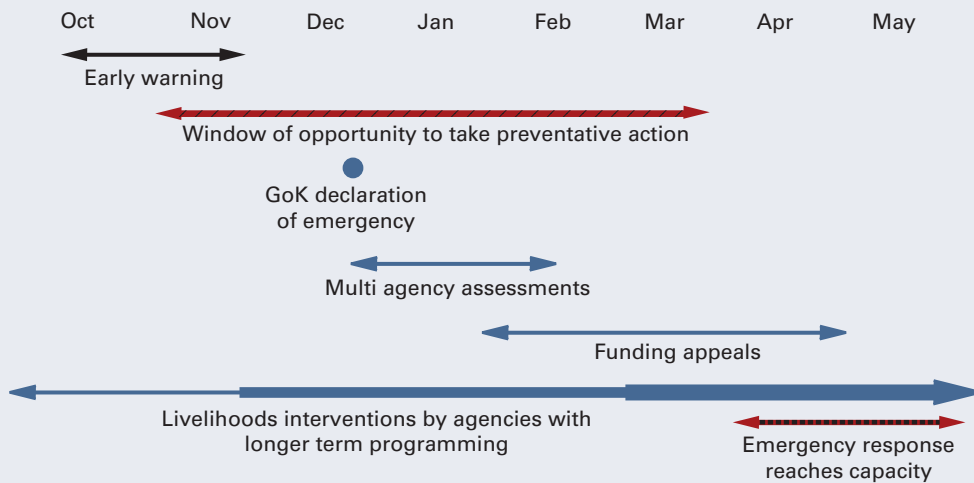 Oct Nov Dec Jan Feb Mar Apr May
Early warning
Window of opportunity to take preventative action
GoK declaration
of emergency
Multi agency assessments
Funding appeals
Livelihoods interventions by agencies with
longer term programming
Emergency response
reaches capacity